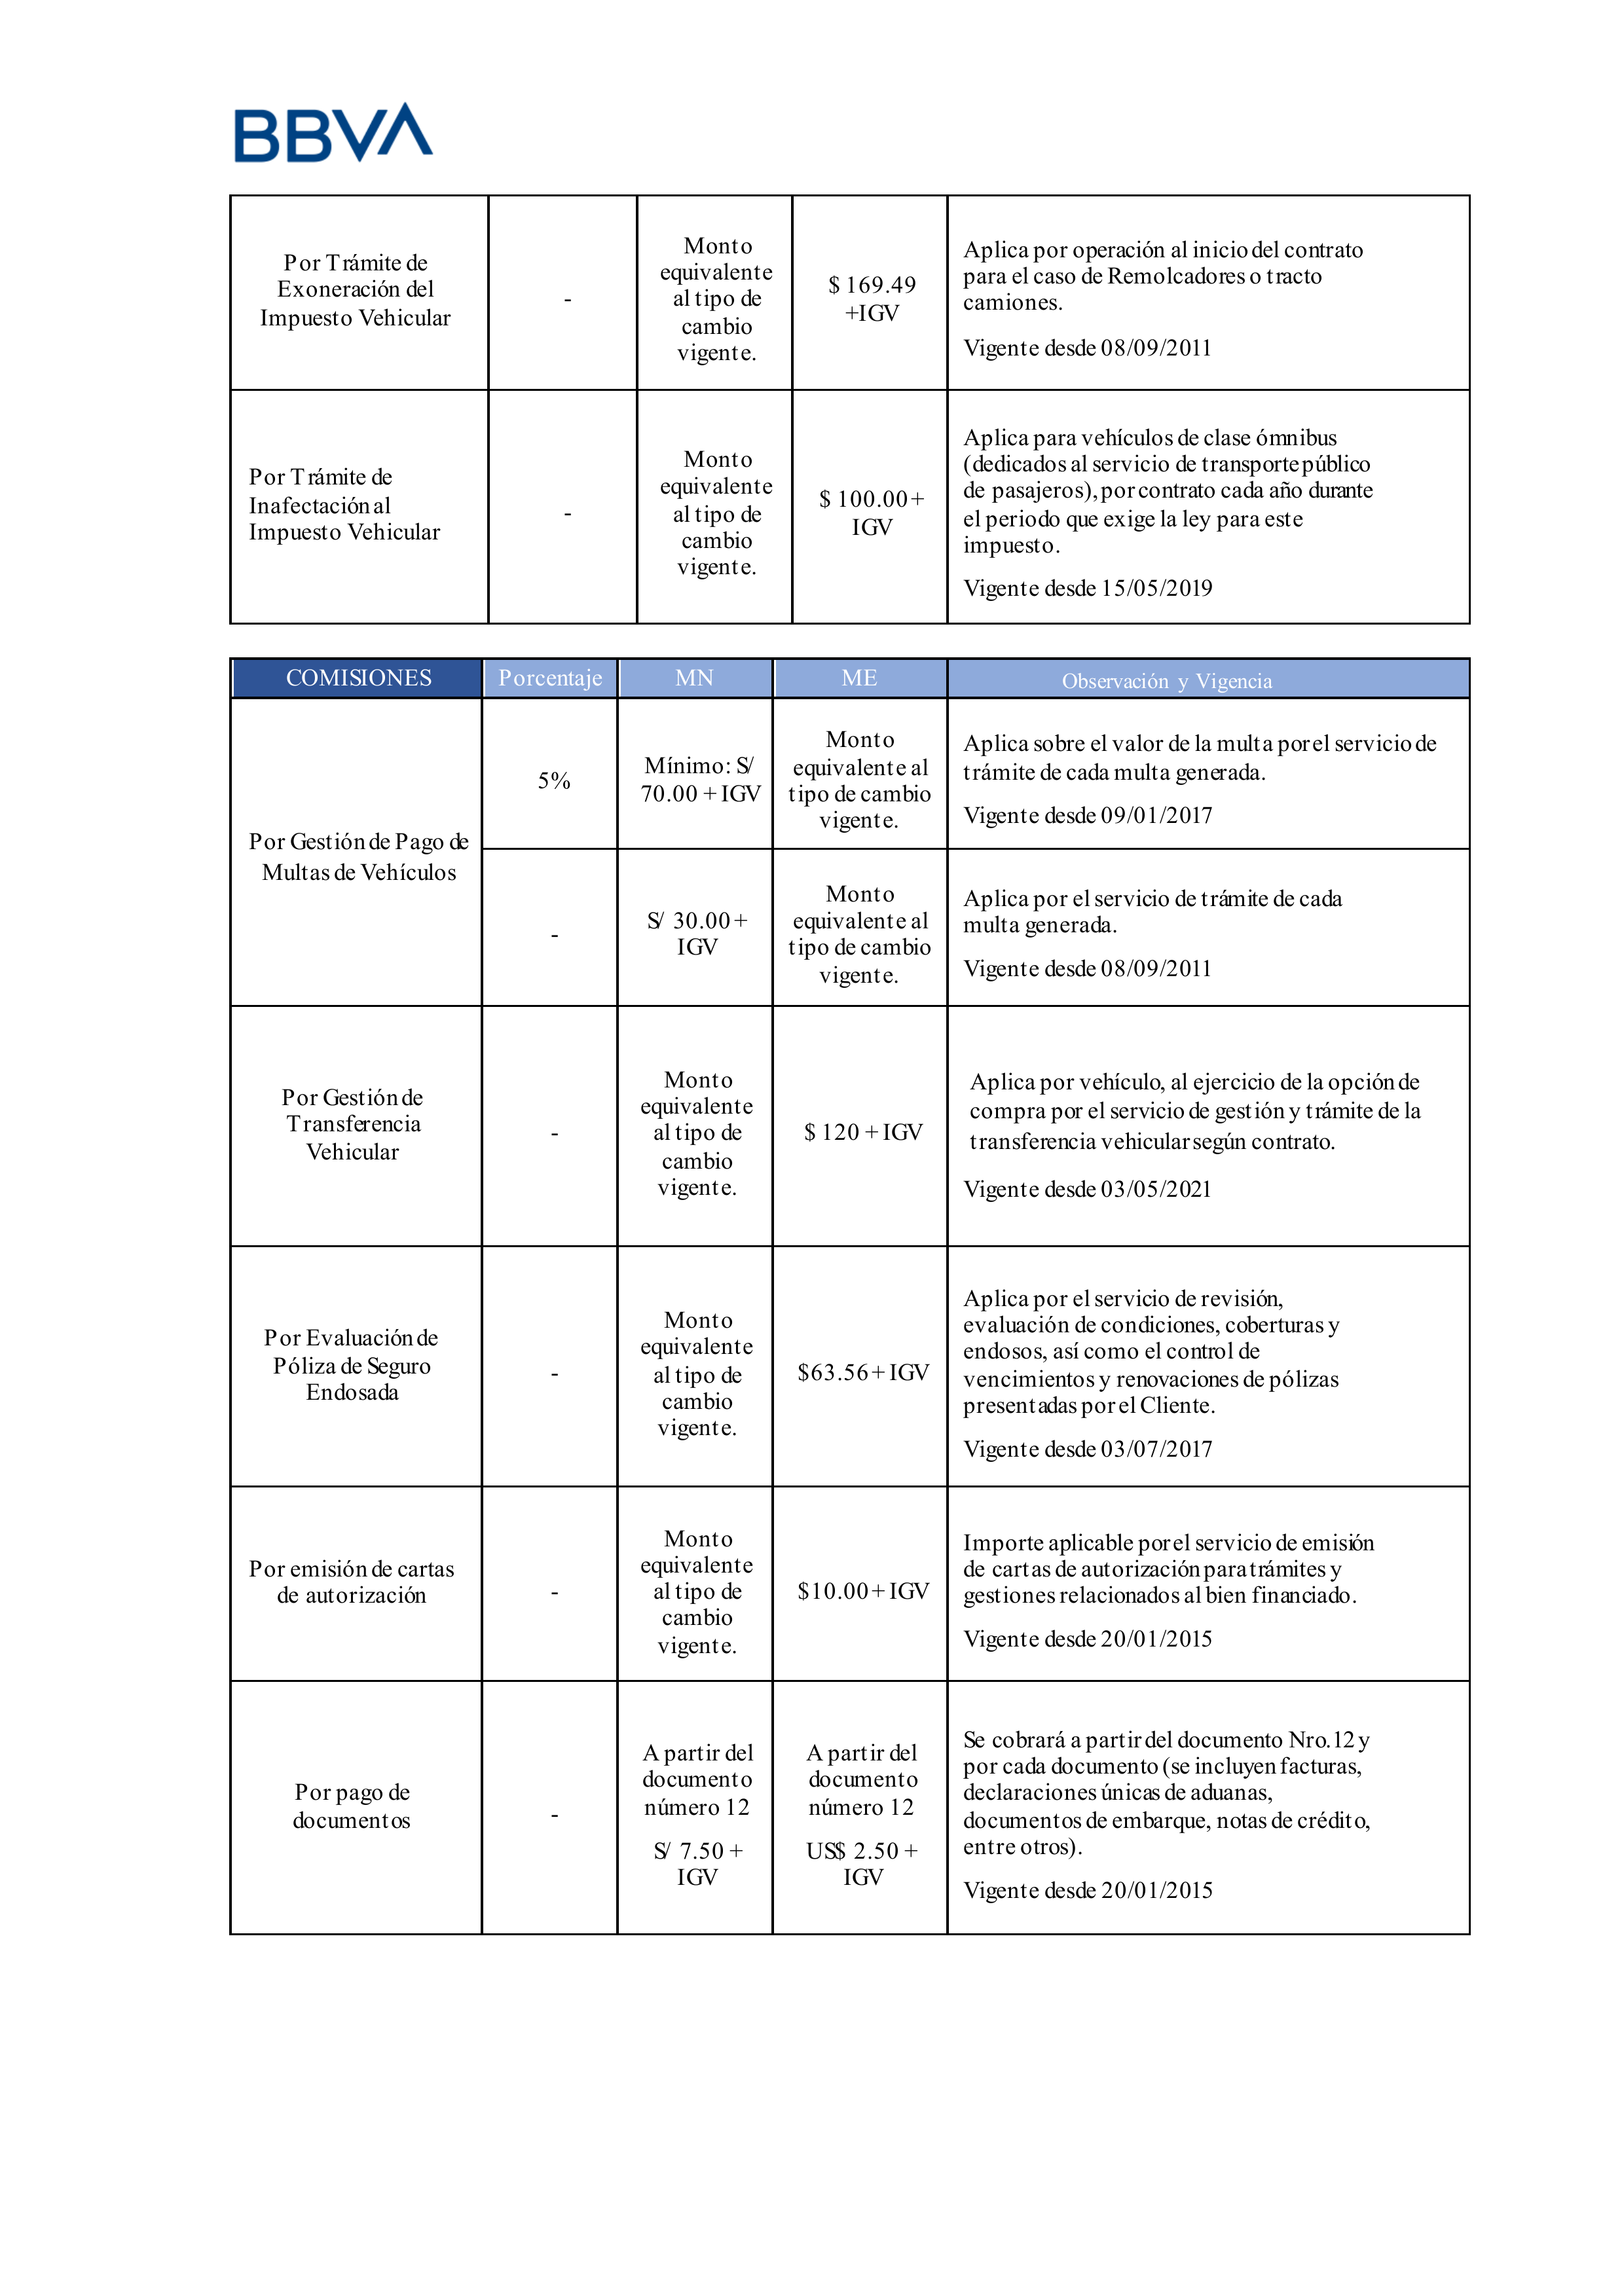 BBVA
Por Trámite de
Exoneración del
Impuesto Vehicular
-
Monto
equivalente
al tipo de
cambio
vigente.
$ 169.49
+IGV
Aplica por operación al inicio del contrato
para el caso de Remolcadores o tracto
camiones.
Vigente desde 08/09/2011
Por Trámite de
Inafectación al
Impuesto Vehicular
-
Monto
equivalente
al tipo de
cambio
vigente.
$ 100.00 +
IGV
Aplica para vehículos de clase ómnibus
(dedicados al servicio de transporte público
de pasajeros), por contrato cada año durante
el periodo que exige la ley para este
impuesto.
Vigente desde 15/05/2019
COMISIONES
Porcentaje
MN
ME
Observación y Vigencia
Por Gestión de Pago de
Multas de Vehículos
5%
Mínimo: S/
70.00 + IGV
Monto
equivalente al
tipo de cambio
vigente.
Aplica sobre el valor de la multa por el servicio de
trámite de cada multa generada.
Vigente desde 09/01/2017
-
S/ 30.00 +
IGV
Monto
equivalente al
tipo de cambio
vigente.
Aplica por el servicio de trámite de cada
multa generada.
Vigente desde 08/09/2011
Por Gestión de
Transferencia
Vehicular
-
Monto
equivalente
al tipo de
cambio
vigente.
$ 120 + IGV
Aplica por vehículo, al ejercicio de la opción de
compra por el servicio de gestión y trámite de la
transferencia vehicular según contrato.
Vigente desde 03/05/2021
Por Evaluación de
Póliza de Seguro
Endosada
-
Monto
equivalente
al tipo de
cambio
vigente.
$63.56 + IGV
Aplica por el servicio de revisión,
evaluación de condiciones, coberturas y
endosos, así como el control de
vencimientos y renovaciones de pólizas
presentadas por el Cliente.
Vigente desde 03/07/2017
Por emisión de cartas
de autorización
-
Monto
equivalente
al tipo de
cambio
vigente.
$10.00 + IGV
Importe aplicable por el servicio de emisión
de cartas de autorización para trámites y
gestiones relacionados al bien financiado.
Vigente desde 20/01/2015
Por pago de
documentos
-
A partir del
documento
número 12
S/ 7.50 +
IGV
A partir del
documento
número 12
US$ 2.50 +
IGV
Se cobrará a partir del documento Nro. 12 y
por cada documento (se incluyen facturas,
declaraciones únicas de aduanas,
documentos de embarque, notas de crédito,
entre otros).
Vigente desde 20/01/2015